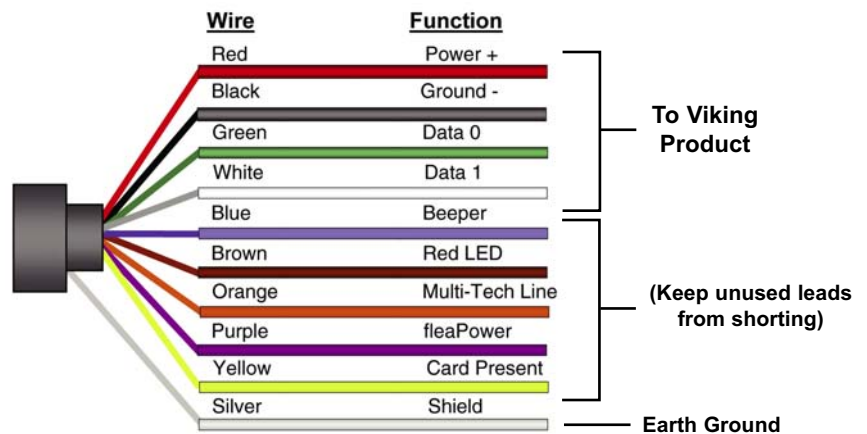 Wire Function
Red Power +
Black Ground -
Green Data 0
White Data 1
Blue Beeper
Brown Red LED
Orange Multi-Tech Line
Purple fleaPower
Yellow Card Present
Silver Shield
To Viking
Product
(Keep unused leads
from shorting)
Earth Ground